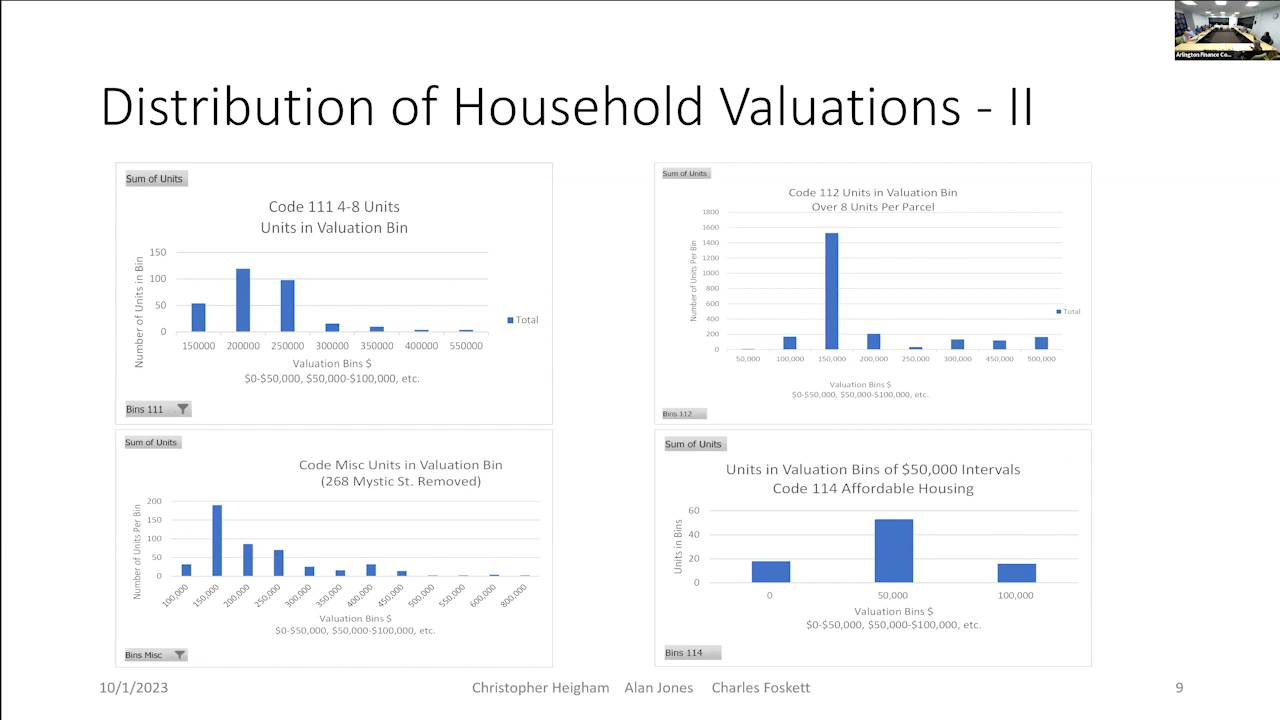 Arlington Finance Co...
Distribution of Household Valuations - II
Sum of Units
Code 111 4-8 Units
Units in Valuation Bin
Number of Units in Bin
150
100
50
0
150000 200000 250000 300000 350000 400000 550000
Total
Valuation Bins $
$0-$50,000, $50,000-$100,000, etc.
Bins 111
Sum of Units
Code 112 Units in Valuation Bin
Over 8 Units Per Parcel
Number of Units Per Bin
1800
1600
1400
1200
1000
800
600
400
200
0
50,000 100,000 150,000 200,000 250,000 300,000 450,000 500,000
Total
Valuation Bins $
$0-$50,000, $50,000-$100,000, etc.
Bins 112
Sum of Units
Code Misc Units in Valuation Bin
(268 Mystic St. Removed)
Number of Units Per Bin
200
150
100
50
0
100,000 150,000 200,000 250,000 300,000 350,000 400,000 450,000 500,000 550,000 600,000 800,000
Valuation Bins $
$0-$50,000, $50,000-$100,000, etc.
Bins Misc
Sum of Units
Units in Valuation Bins of $50,000 Intervals
Code 114 Affordable Housing
Units in Bins
60
40
20
0
0 50,000 100,000
Valuation Bins $
$0-$50,000, $50,000-$100,000, etc.
Bins 114
10/1/2023 Christopher Heigham Alan Jones Charles Foskett 9